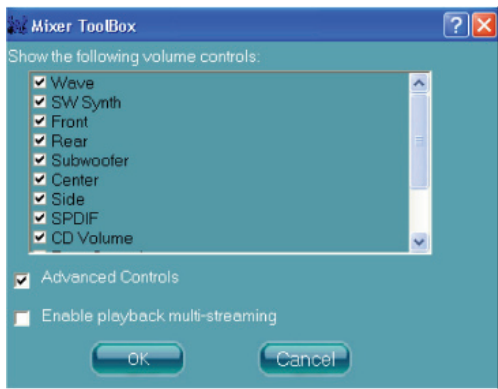 Mixer ToolBox
Show the following volume controls:
Wave
SW Synth
Front
Rear
Subwoofer
Center
Side
SPDIF
CD Volume
Advanced Controls
Enable playback multi-streaming
OK
Cancel